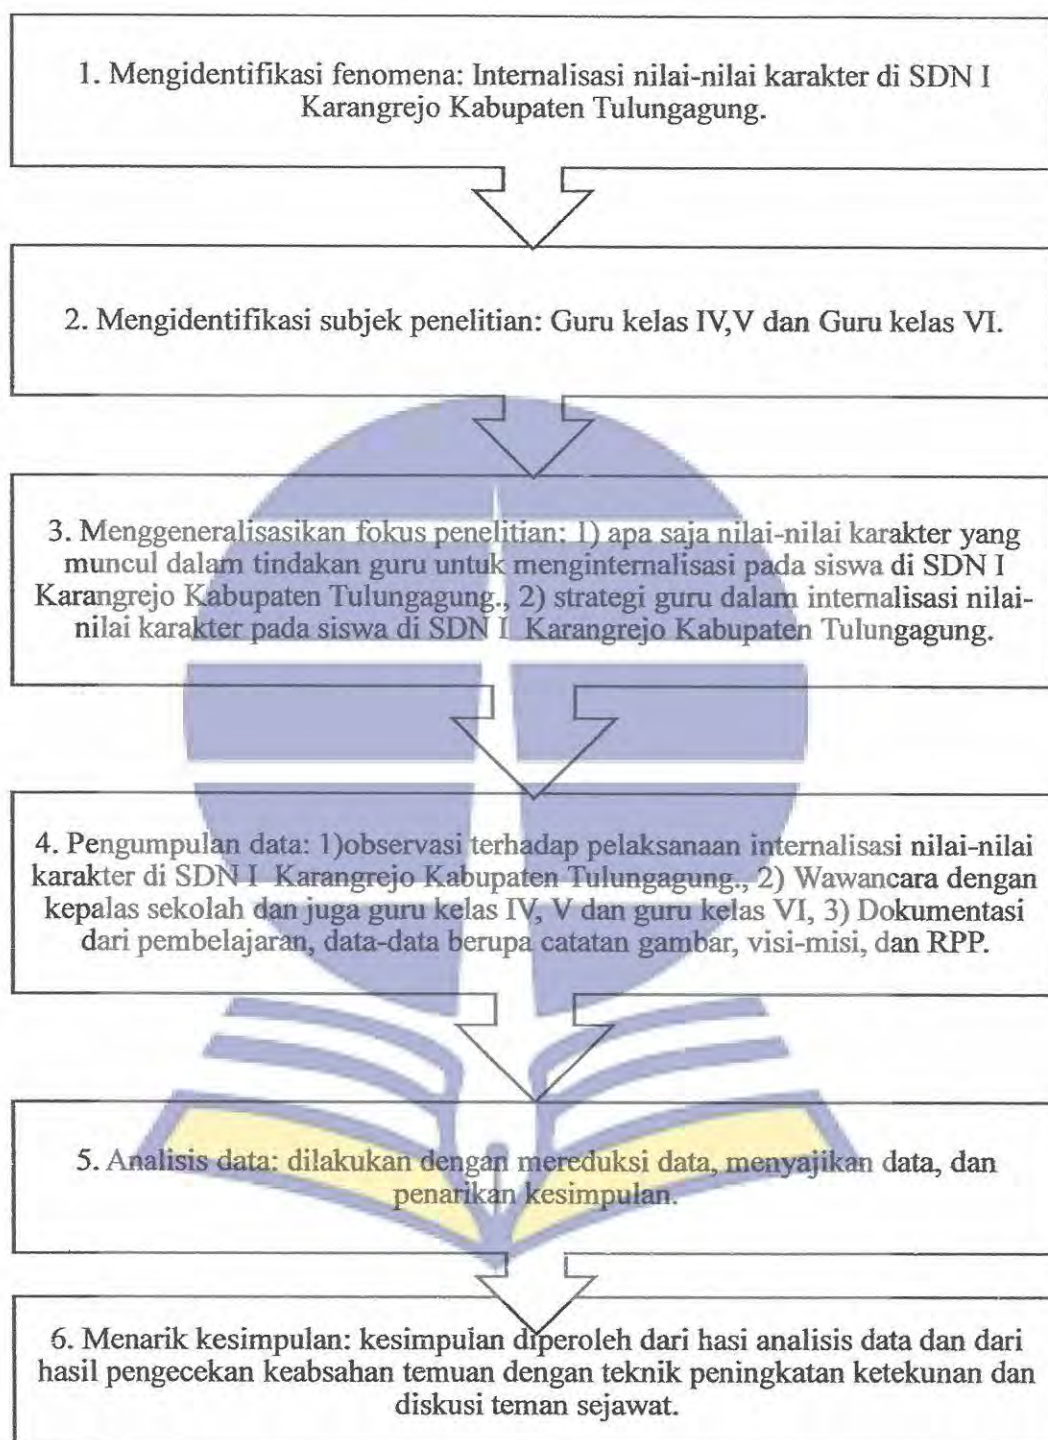 1. Mengidentifikasi fenomena: Internalisasi nilai-nilai karakter di SDN I
Karangrejo Kabupaten Tulungagung.
2. Mengidentifikasi subjek penelitian: Guru kelas IV,V dan Guru kelas VI.
3. Menggeneralisasikan fokus penelitian: 1) apa saja nilai-nilai karakter yang
muncul dalam tindakan guru untuk menginternalisasi pada siswa di SDN I
Karangrejo Kabupaten Tulungagung., 2) strategi guru dalam internalisasi nilai-
nilai karakter pada siswa di SDN I Karangrejo Kabupaten Tulungagung.
4. Pengumpulan data: 1)observasi terhadap pelaksanaan internalisasi nilai-nilai
karakter di SDN I Karangrejo Kabupaten Tulungagung., 2) Wawancara dengan
kepalas sekolah dan juga guru kelas IV, V dan guru kelas VI, 3) Dokumentasi
dari pembelajaran, data-data berupa catatan gambar, visi-misi, dan RPP.
5. Analisis data: dilakukan dengan mereduksi data, menyajikan data, dan
penarikan kesimpulan.
6. Menarik kesimpulan: kesimpulan diperoleh dari hasi analisis data dan dari
hasil pengecekan keabsahan temuan dengan teknik peningkatan ketekunan dan
diskusi teman sejawat.